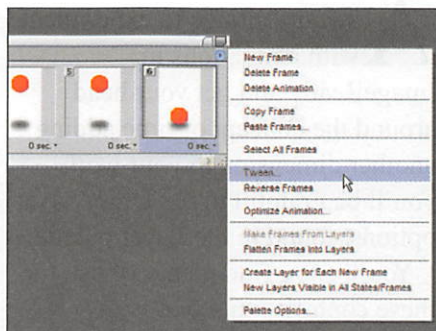 5
6
0 sec.
0 sec.
0 sec.
New Frame
Delete Frame
Delete Animation
Copy Frame
Paste Frames...
Select All Frames
Tween...
Reverse Frames
Optimize Animation...
Make Frames From Layers
Flatten Frames Into Layers
Create Layer for Each New Frame
New Layers Visible in All States/Frames
Palette Options...